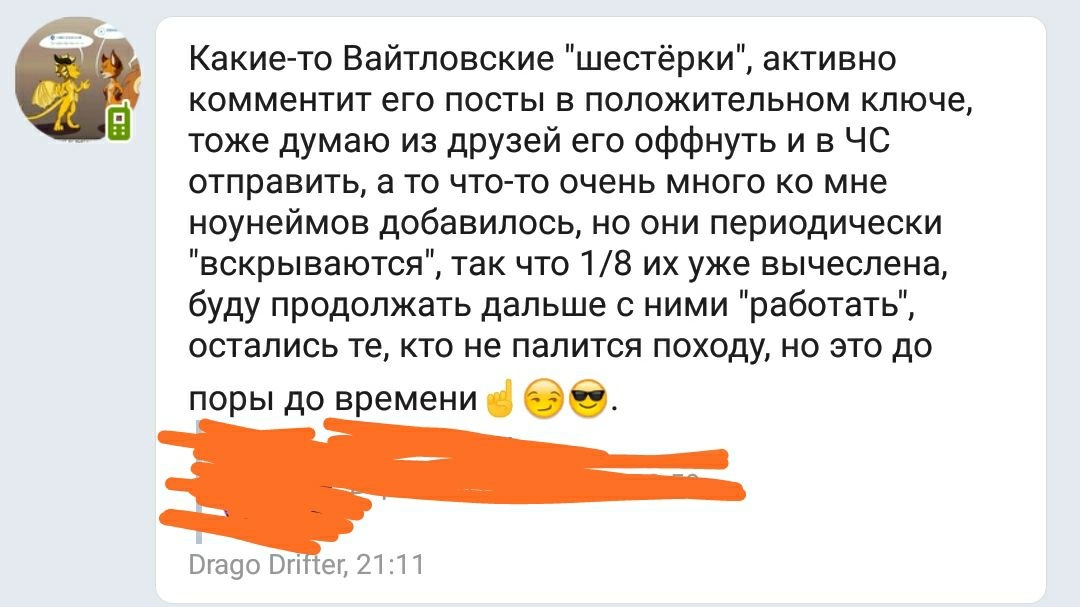 Какие-то Вайтловские "шестёрки", активно
комментит его посты в положительном ключе,
тоже думаю из друзей его оффнуть и в ЧС
отправить, а то что-то очень много ко мне
ноунеймов добавилось, но они периодически
"вскрываются", так что 1/8 их уже вычеслена,
буду продолжать дальше с ними "работать",
остались те, кто не палится походу, но это до
поры до времени☝😏😎.
Drago Drifter, 21:11